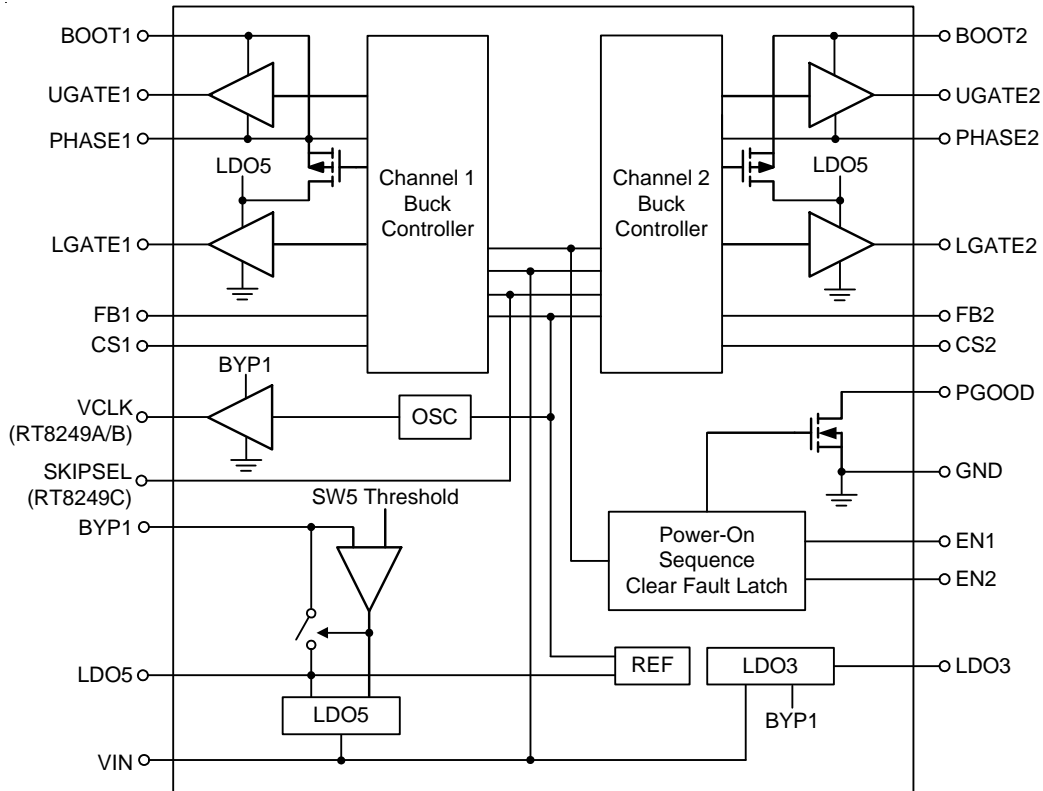 BOOT1
UGATE1
PHASE1
LDO5
LGATE1
FB1
CS1
BYP1
VCLK
(RT8249A/B)
SKIPSEL
(RT8249C)
BYP1
LDO5
VIN
Channel 1
Buck
Controller
OSC
SW5 Threshold
LDO5
Channel 2
Buck
Controller
LDO5
Power-On
Sequence
Clear Fault Latch
REF
LDO3
BYP1
BOOT2
UGATE2
PHASE2
LGATE2
FB2
CS2
PGOOD
GND
EN1
EN2
LDO3